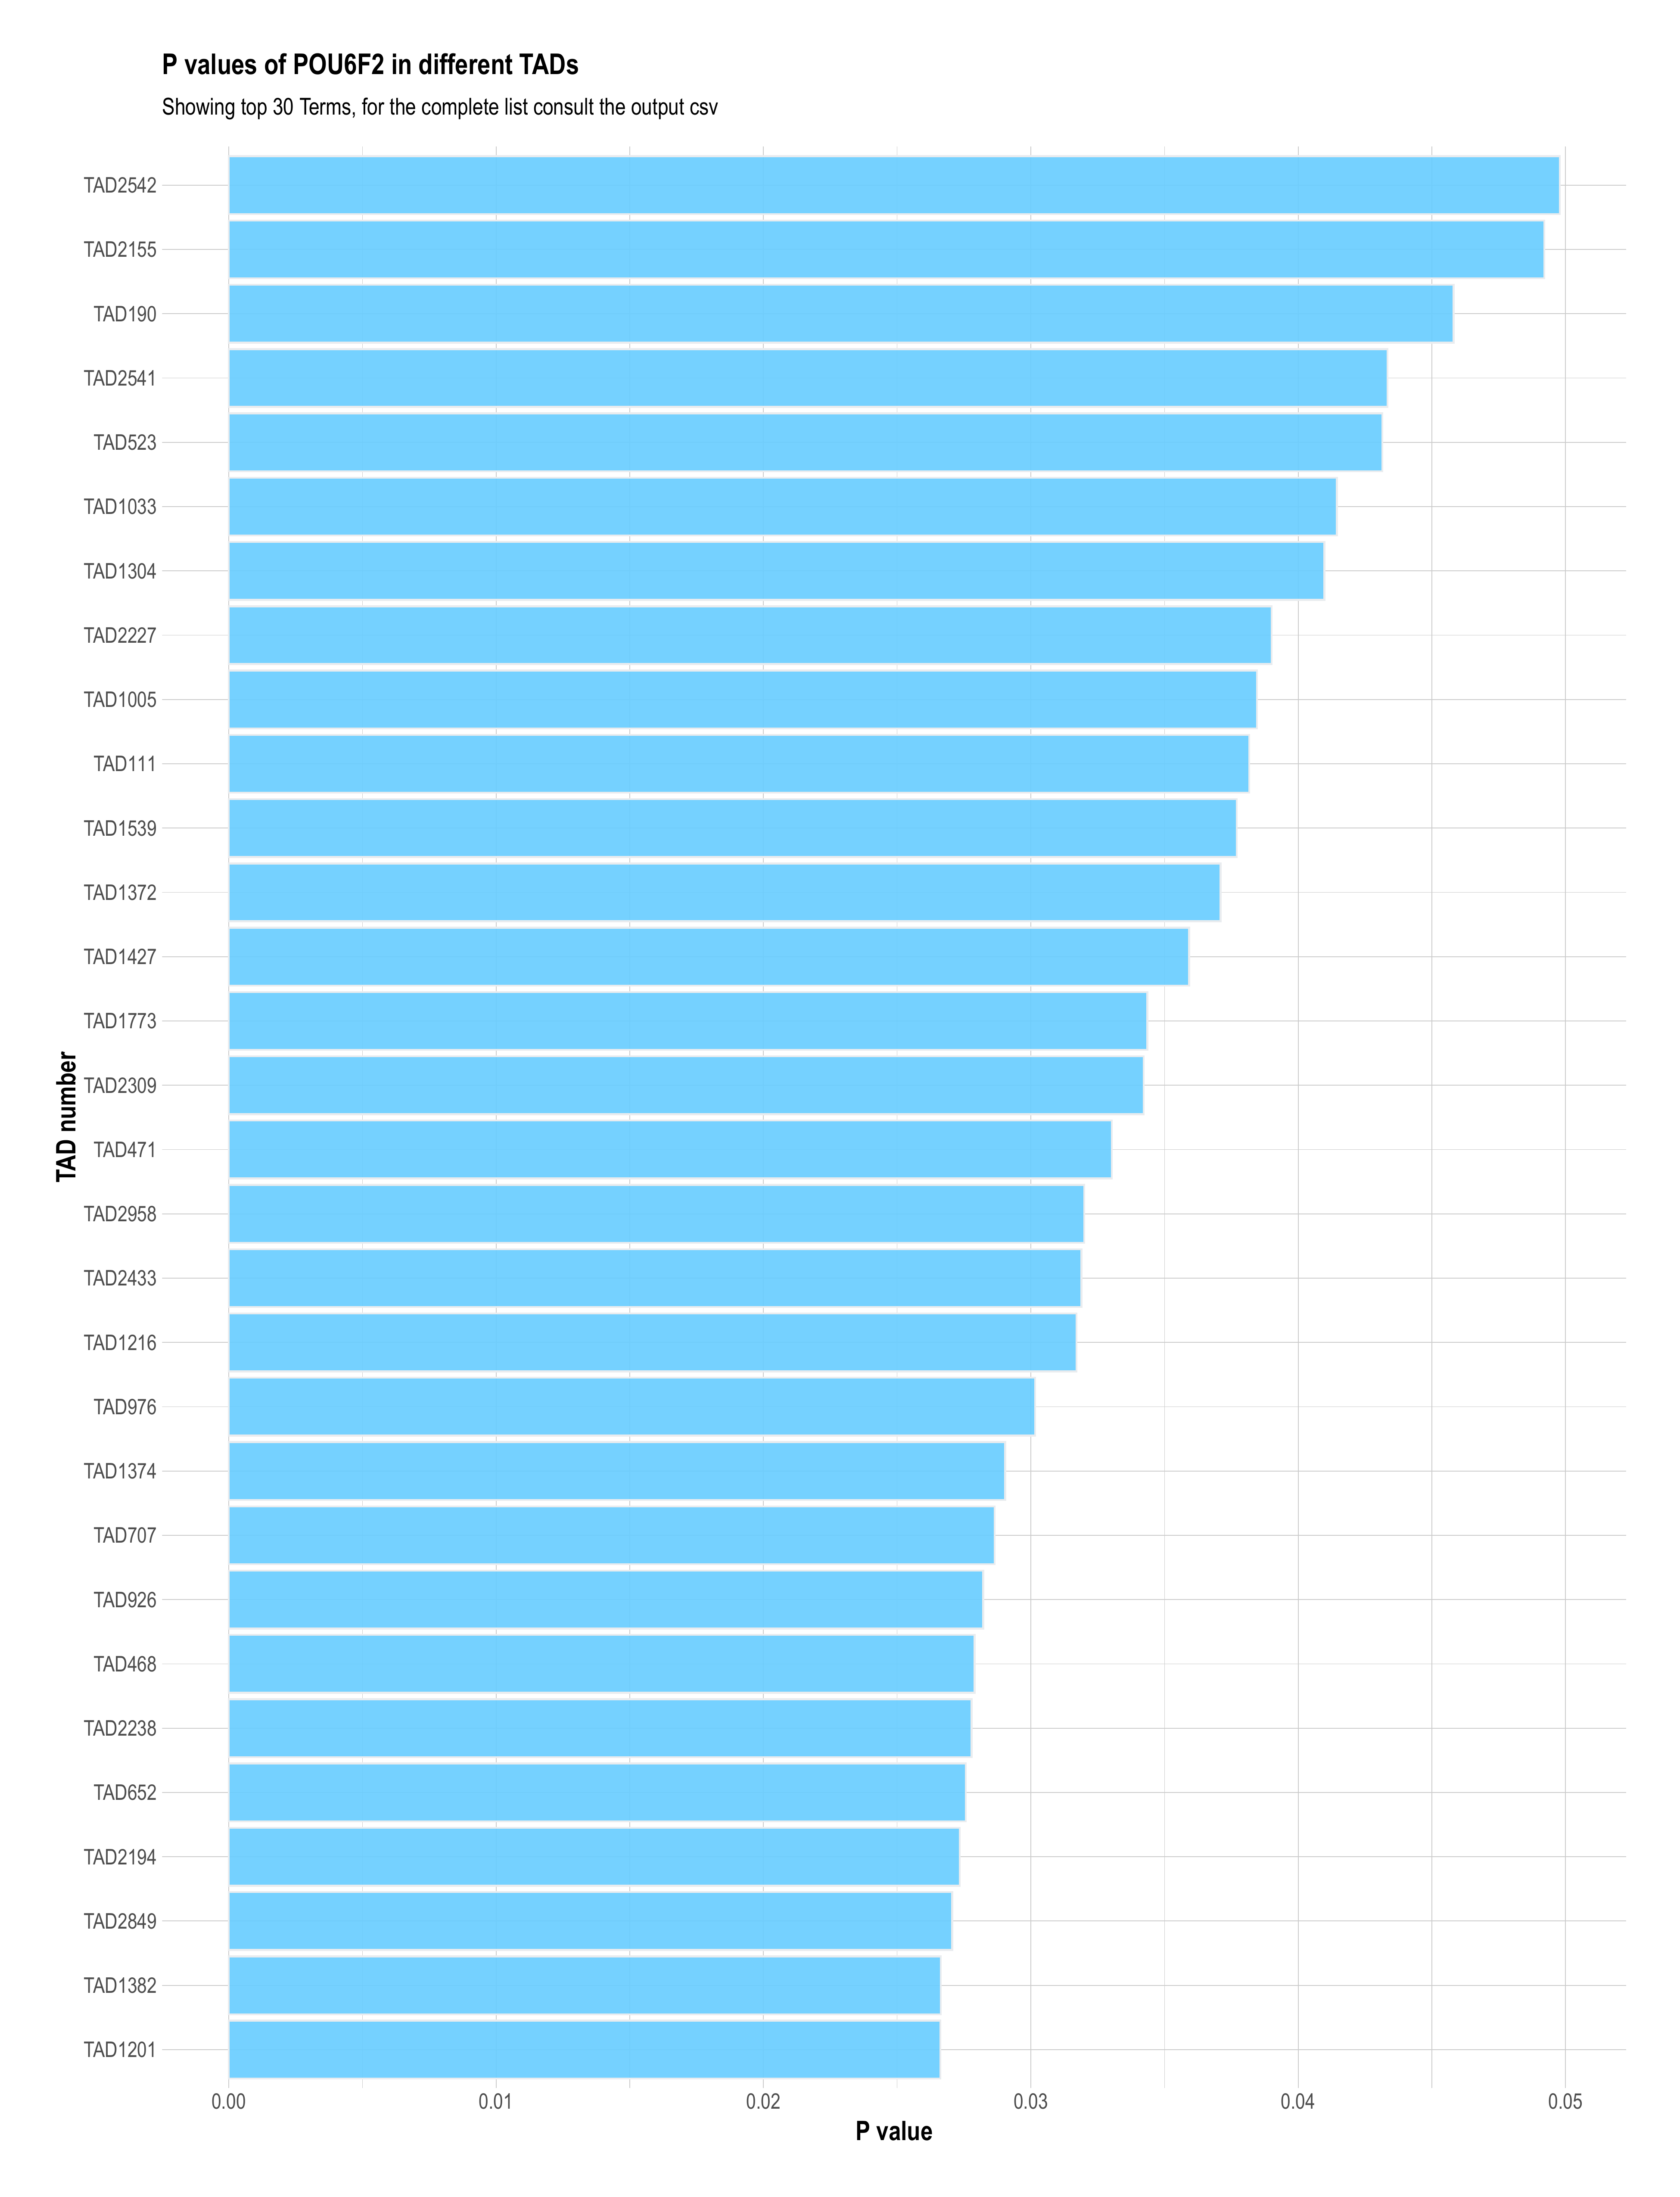 P values of POU6F2 in different TADs
Showing top 30 Terms, for the complete list consult the output csv
TAD2542
TAD2155
TAD190
TAD2541
TAD523
TAD1033
TAD1304
TAD2227
TAD1005
TAD111
TAD1539
TAD1372
TAD1427
TAD1773
TAD2309
TAD471
TAD2958
TAD2433
TAD1216
TAD976
TAD1374
TAD707
TAD926
TAD468
TAD2238
TAD652
TAD2194
TAD2849
TAD1382
TAD1201
TAD number
0.00 0.01 0.02 0.03 0.04 0.05
P value